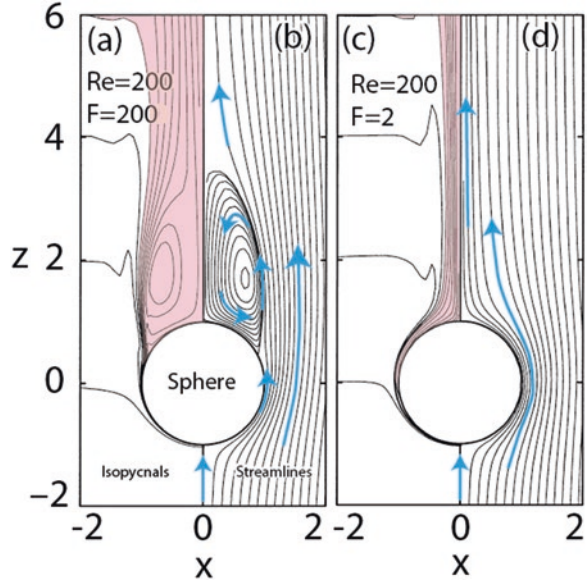 (a)
(b)
(c)
(d)
Re=200
F=200
Re=200
F=2
6
4
2
0
−2
z
Sphere
Isopycnals
Streamlines
-2
0
2
-2
0
2
x
x